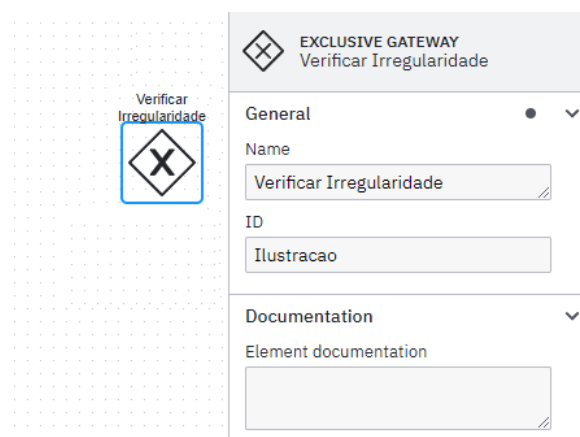 Verificar
Irregularidade
EXCLUSIVE GATEWAY
Verificar Irregularidade
General
Name
Verificar Irregularidade
ID
Ilustracao
Documentation
Element documentation